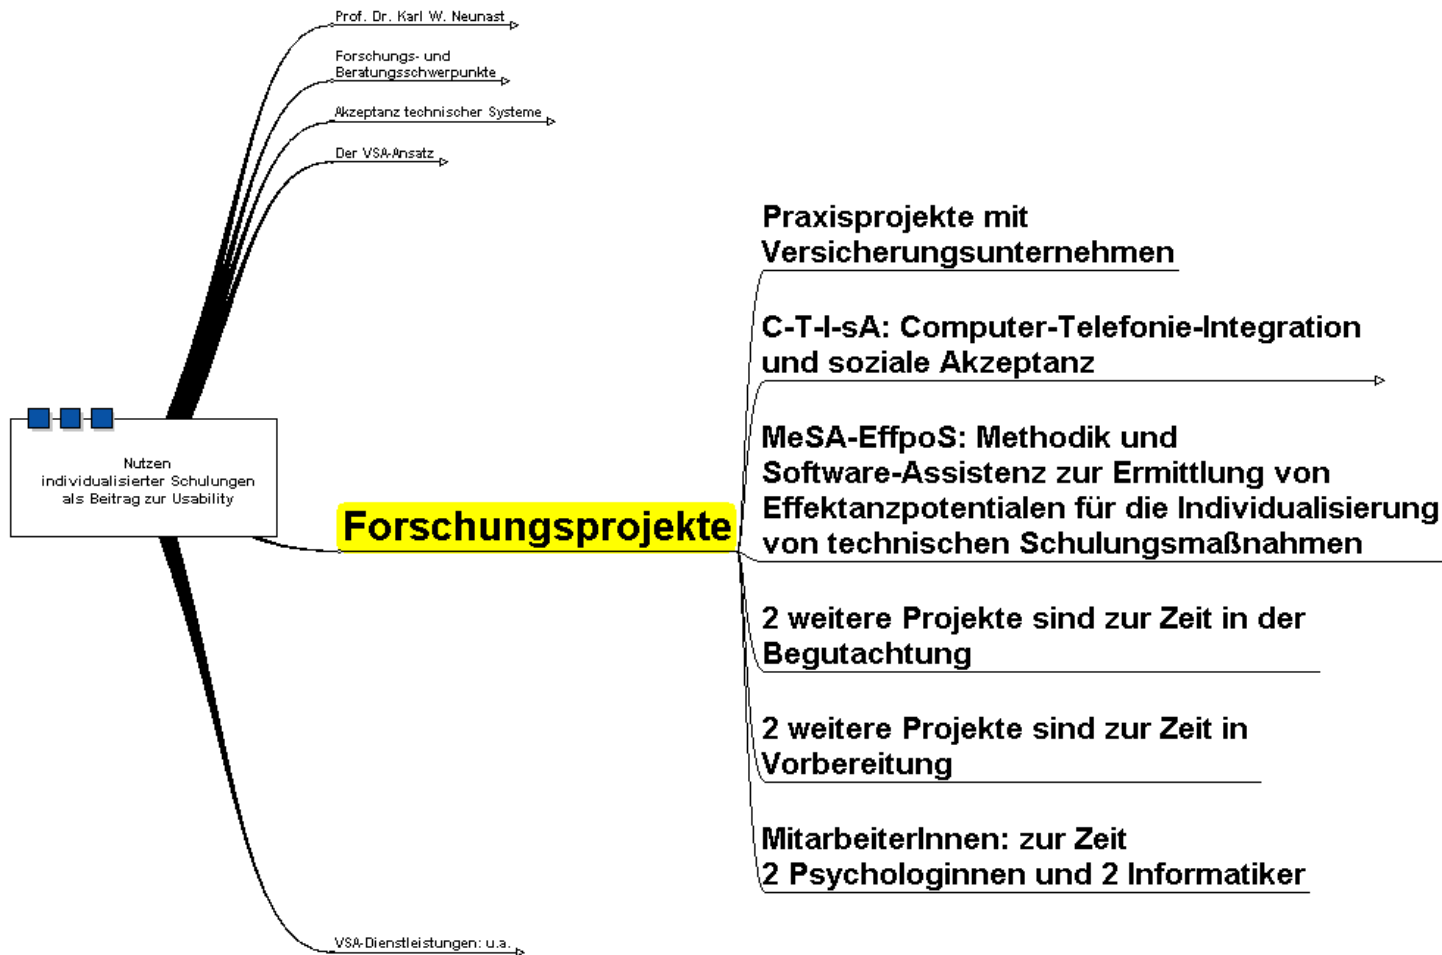 Prof. Dr. Karl W. Neunast
Forschungs- und
Beratungsschwerpunkte
Akzeptanz technischer Systeme
Der VSA-Ansatz
Nutzen
individualisierter Schulungen
als Beitrag zur Usability
Forschungsprojekte
Praxisprojekte mit
Versicherungsunternehmen
C-T-I-sA: Computer-Telefonie-Integration
und soziale Akzeptanz
MeSA-EffpoS: Methodik und
Software-Assistenz zur Ermittlung von
Effektanzpotentialen für die Individualisierung
von technischen Schulungsmaßnahmen
2 weitere Projekte sind zur Zeit in der
Begutachtung
2 weitere Projekte sind zur Zeit in
Vorbereitung
MitarbeiterInnen: zur Zeit
2 Psychologinnen und 2 Informatiker
VSA-Dienstleistungen: u.a.